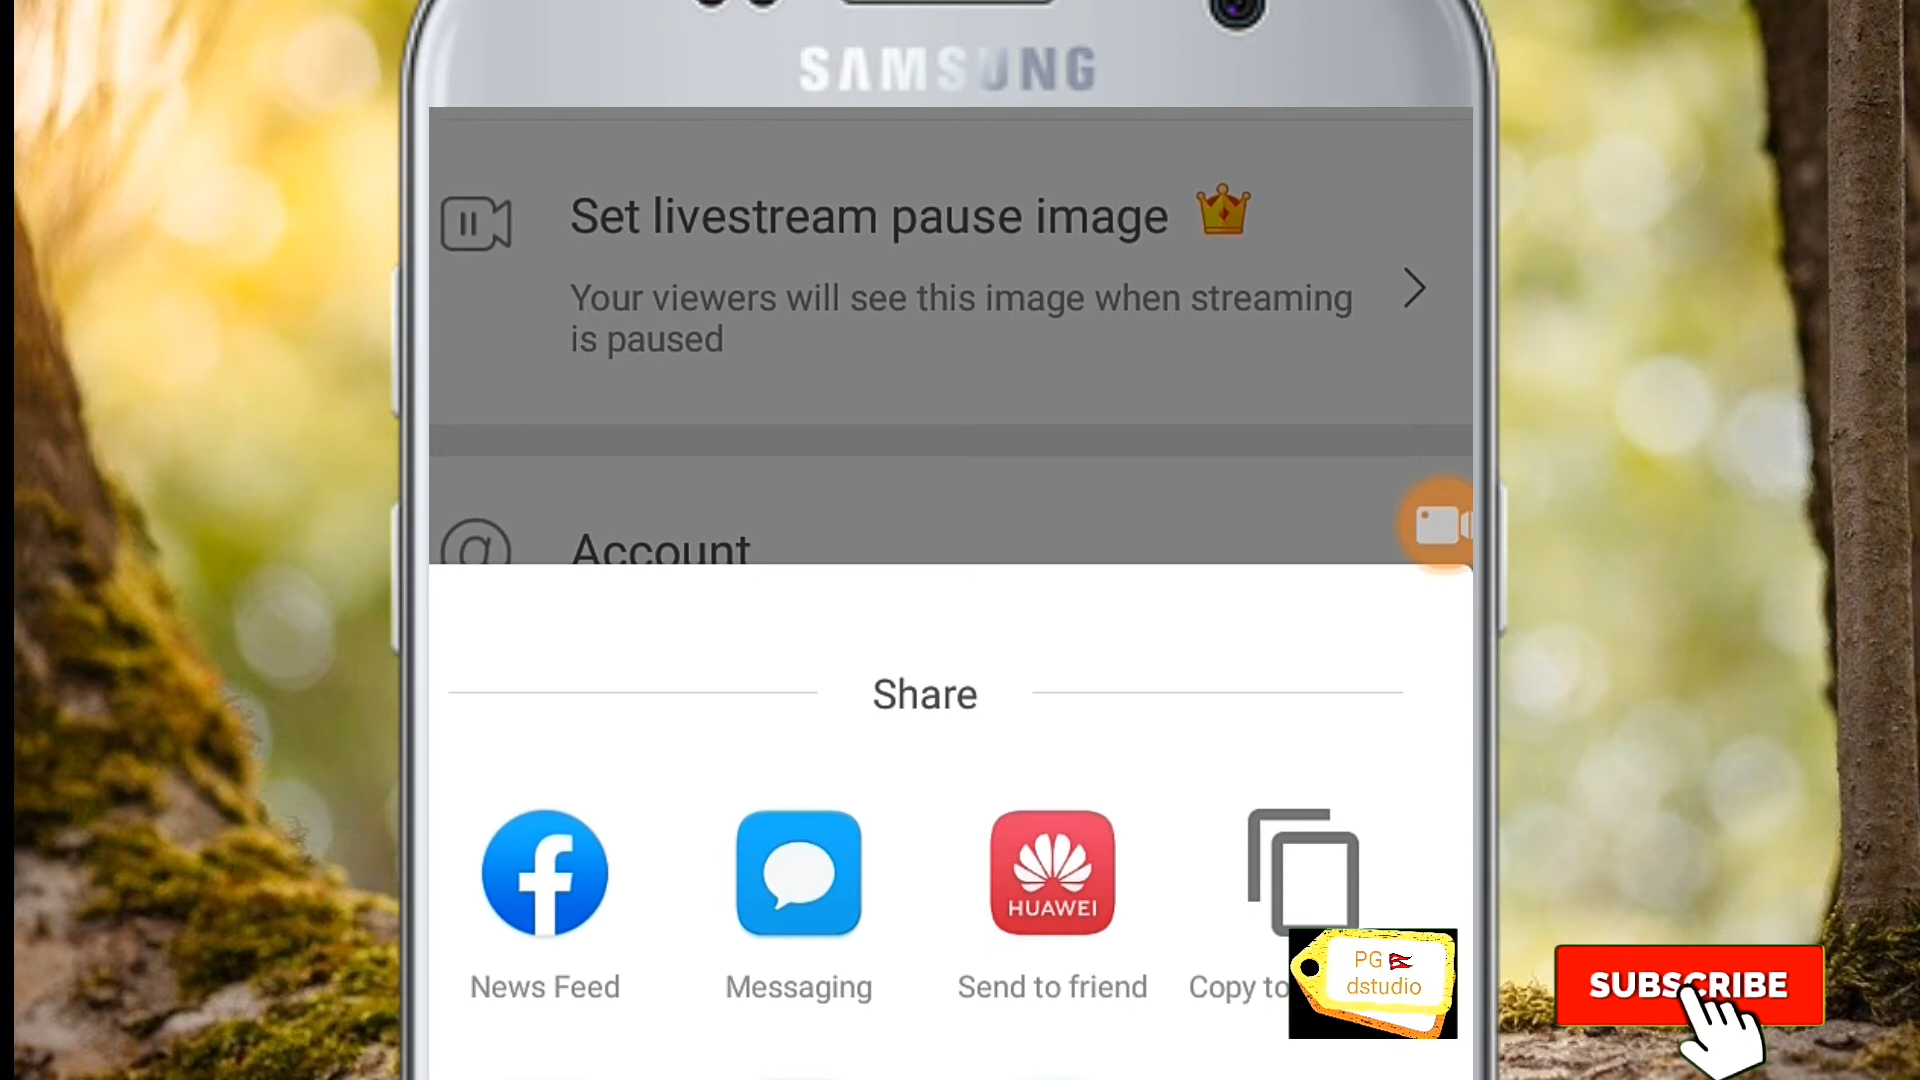 SAMSUNG
Set livestream pause image
Your viewers will see this image when streaming
is paused
Account
Share
HUAWEI
News Feed
Messaging
Send to friend
Copy to
PG
dstudio
SUBSCRIBE